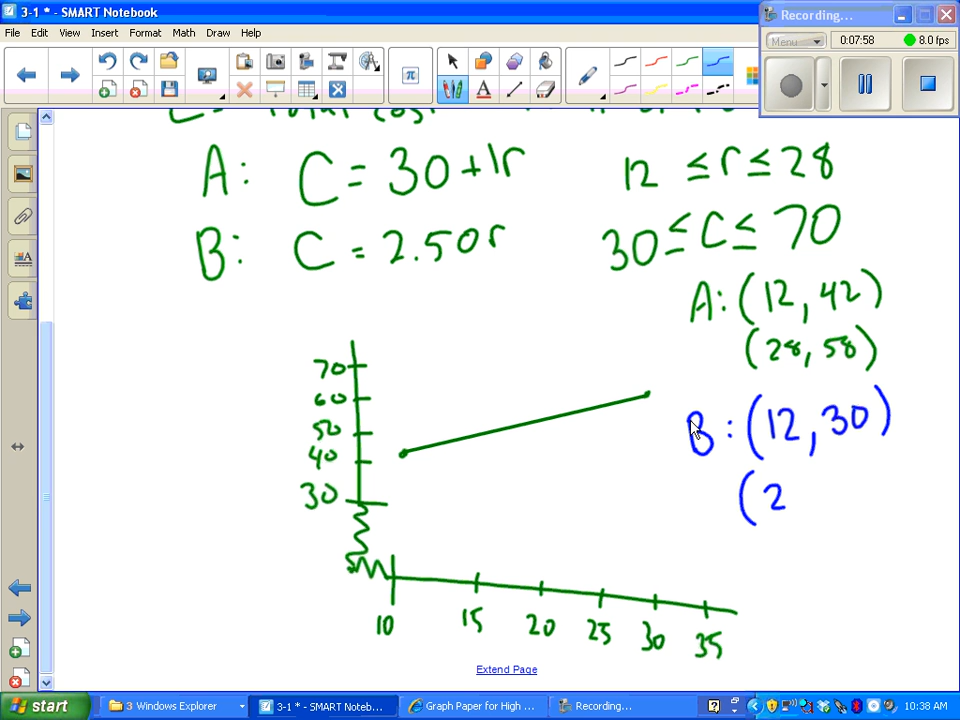 3-1 * - SMART Notebook
Recording...
File Edit View Insert Format Math Draw Help
Menu 0:07:58 8.0 fps
A: C = 30 + 1r 12 ≤ r ≤ 28
B: C = 2.50r 30 ≤ C ≤ 70
A: (12, 42)
(28, 58)
70
60
50
40
30
B: (12, 30)
(2
10 15 20 25 30 35
Extend Page
start 3 Windows Explorer 3-1 * - SMART Noteb... Graph Paper for High ... Recording... 10:38 AM